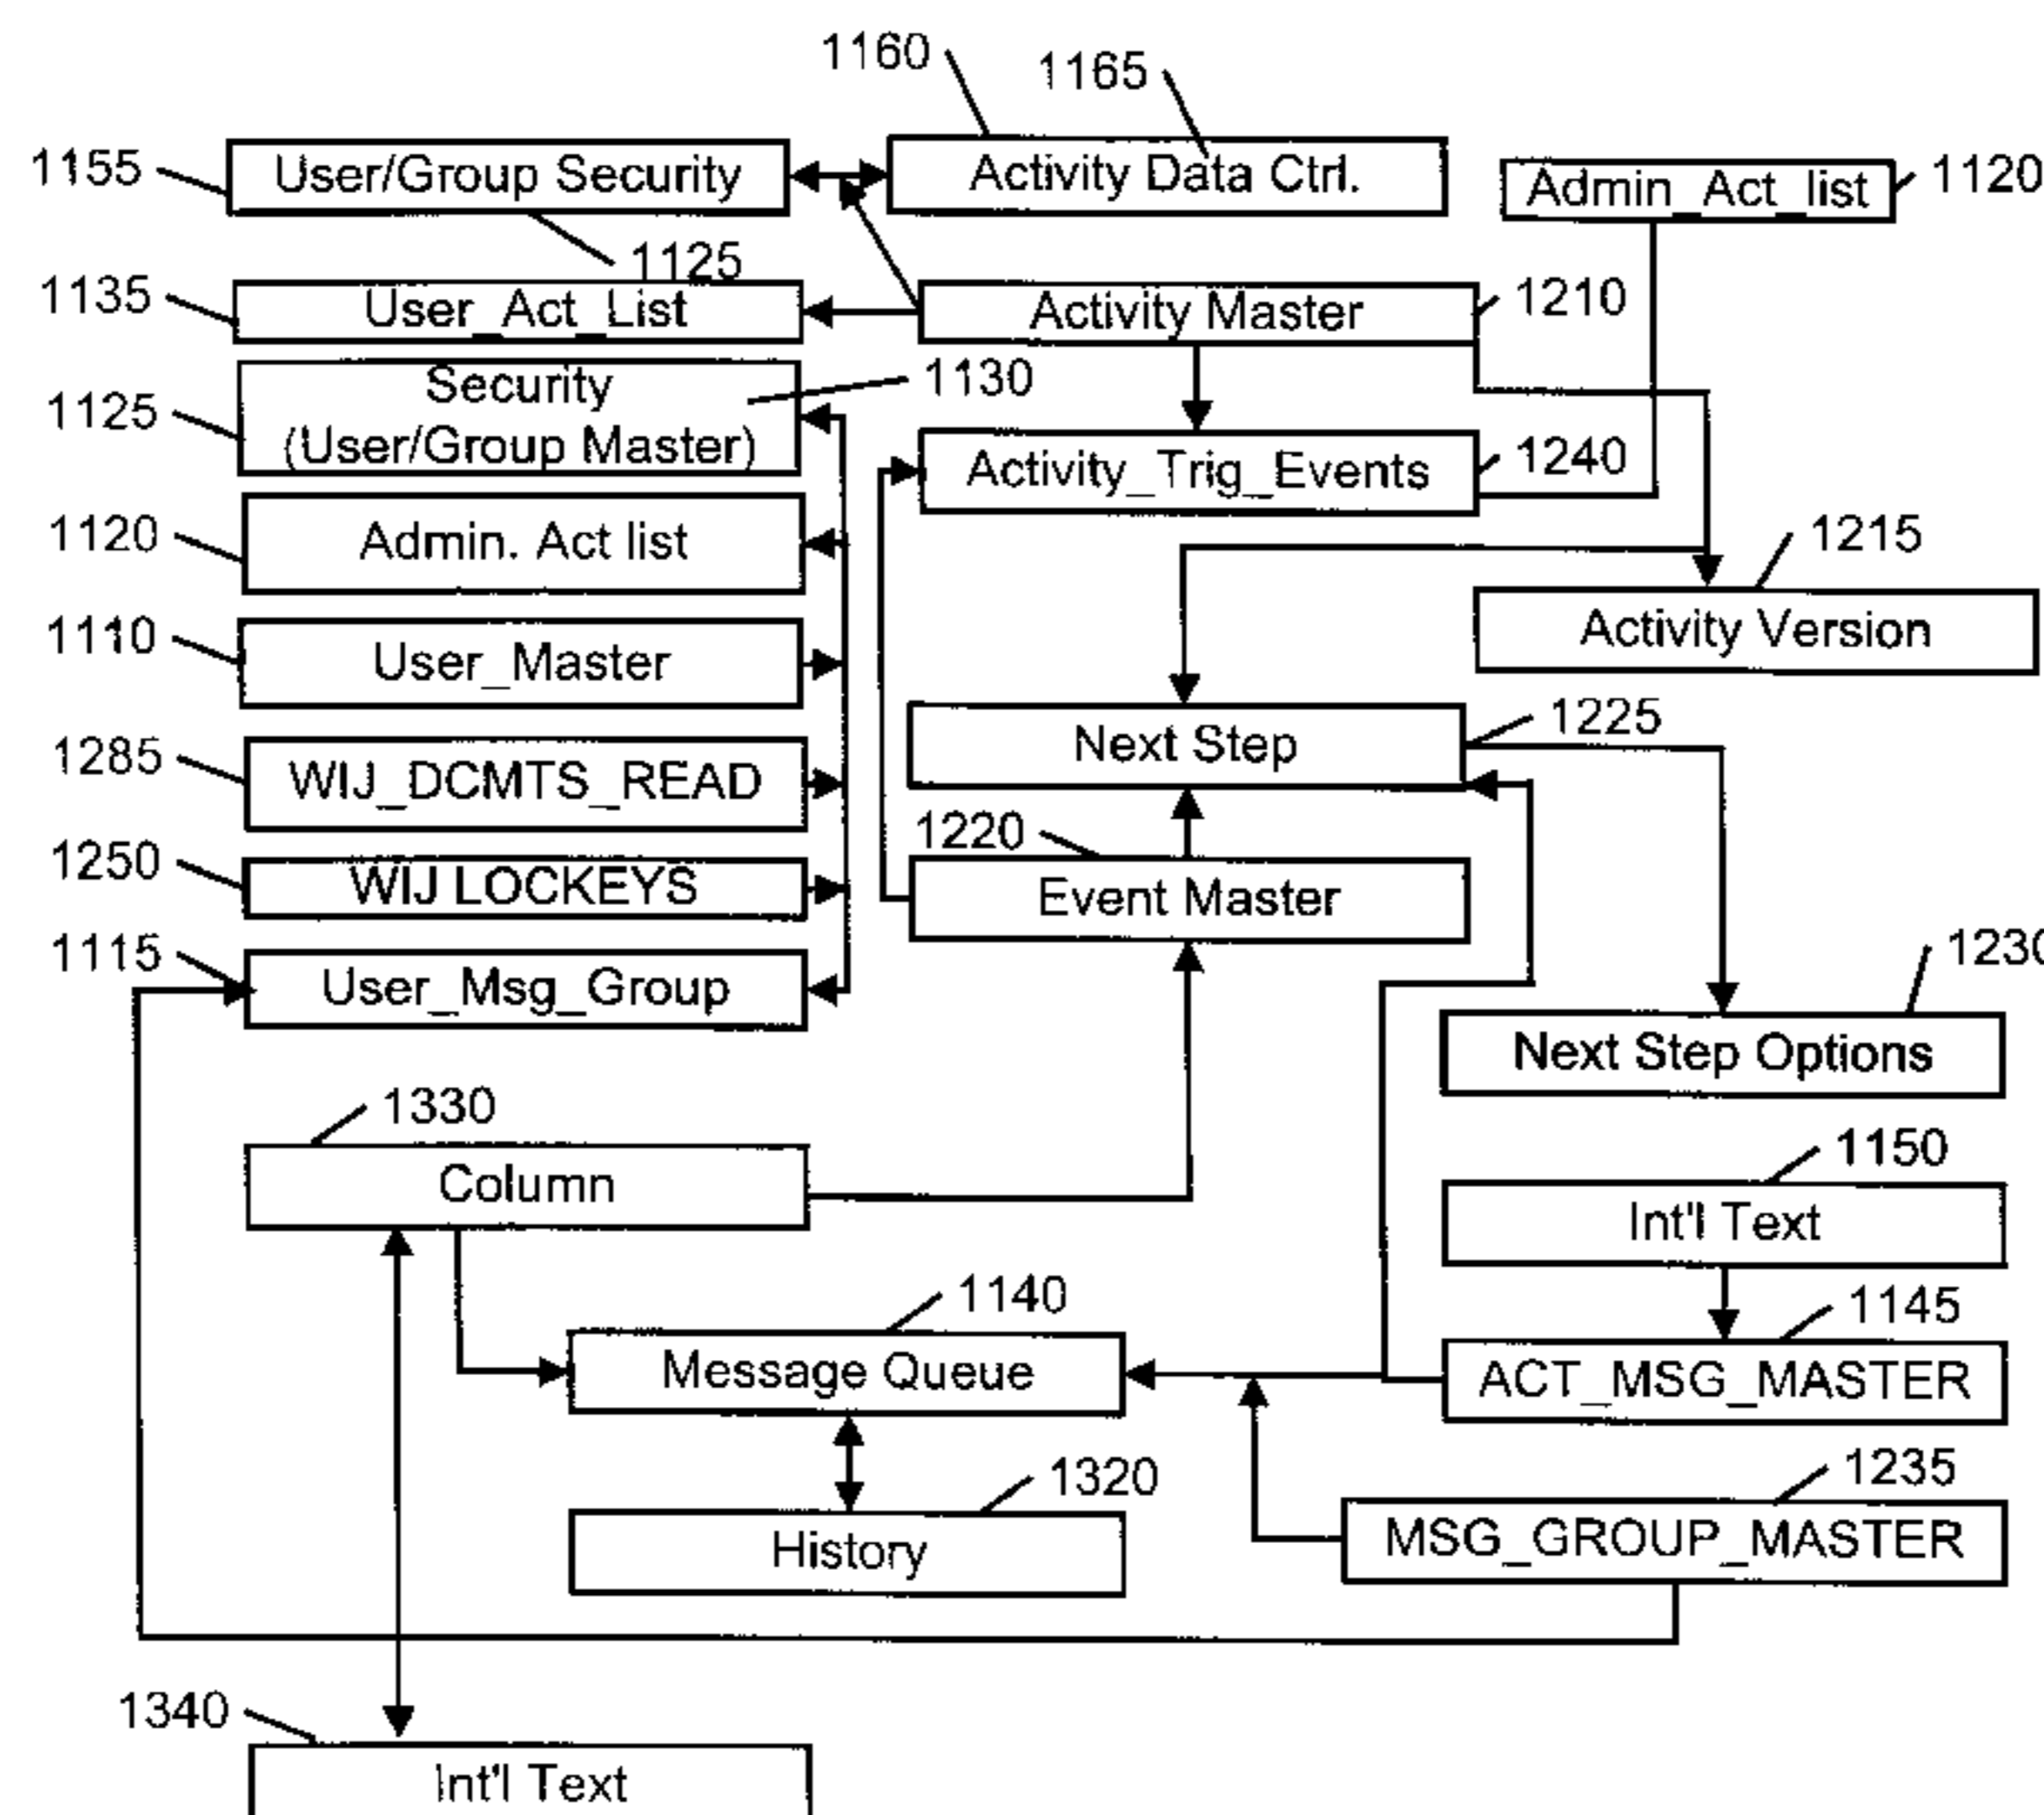 1160
1165
1155
User/Group Security
Activity Data Ctrl.
Admin_Act_list
1120
1125
1135
User_Act_List
Activity Master
1210
1125
Security
(User/Group Master)
1130
Activity_Trig_Events
1240
1120
Admin. Act list
1215
Activity Version
1110
User_Master
Next Step
1225
1285
WIJ_DCMTS_READ
1220
Event Master
1250
WIJ LOCKEYS
1115
User_Msg_Group
1230
Next Step Options
1330
Column
1150
Int'l Text
1140
Message Queue
1145
ACT_MSG_MASTER
1320
History
1235
MSG_GROUP_MASTER
1340
Int'l Text